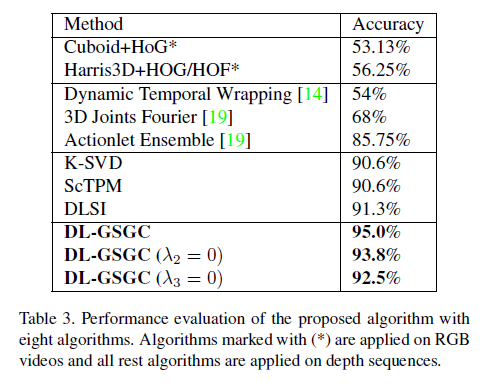 Method Accuracy
Cuboid+HoG* 53.13%
Harris3D+HOG/HOF* 56.25%
Dynamic Temporal Wrapping [14] 54%
3D Joints Fourier [19] 68%
Actionlet Ensemble [19] 85.75%
K-SVD 90.6%
ScTPM 90.6%
DLSI 91.3%
DL-GSGC 95.0%
DL-GSGC (λ₂ = 0) 93.8%
DL-GSGC (λ₃ = 0) 92.5%
Table 3. Performance evaluation of the proposed algorithm with
eight algorithms. Algorithms marked with (*) are applied on RGB
videos and all rest algorithms are applied on depth sequences.